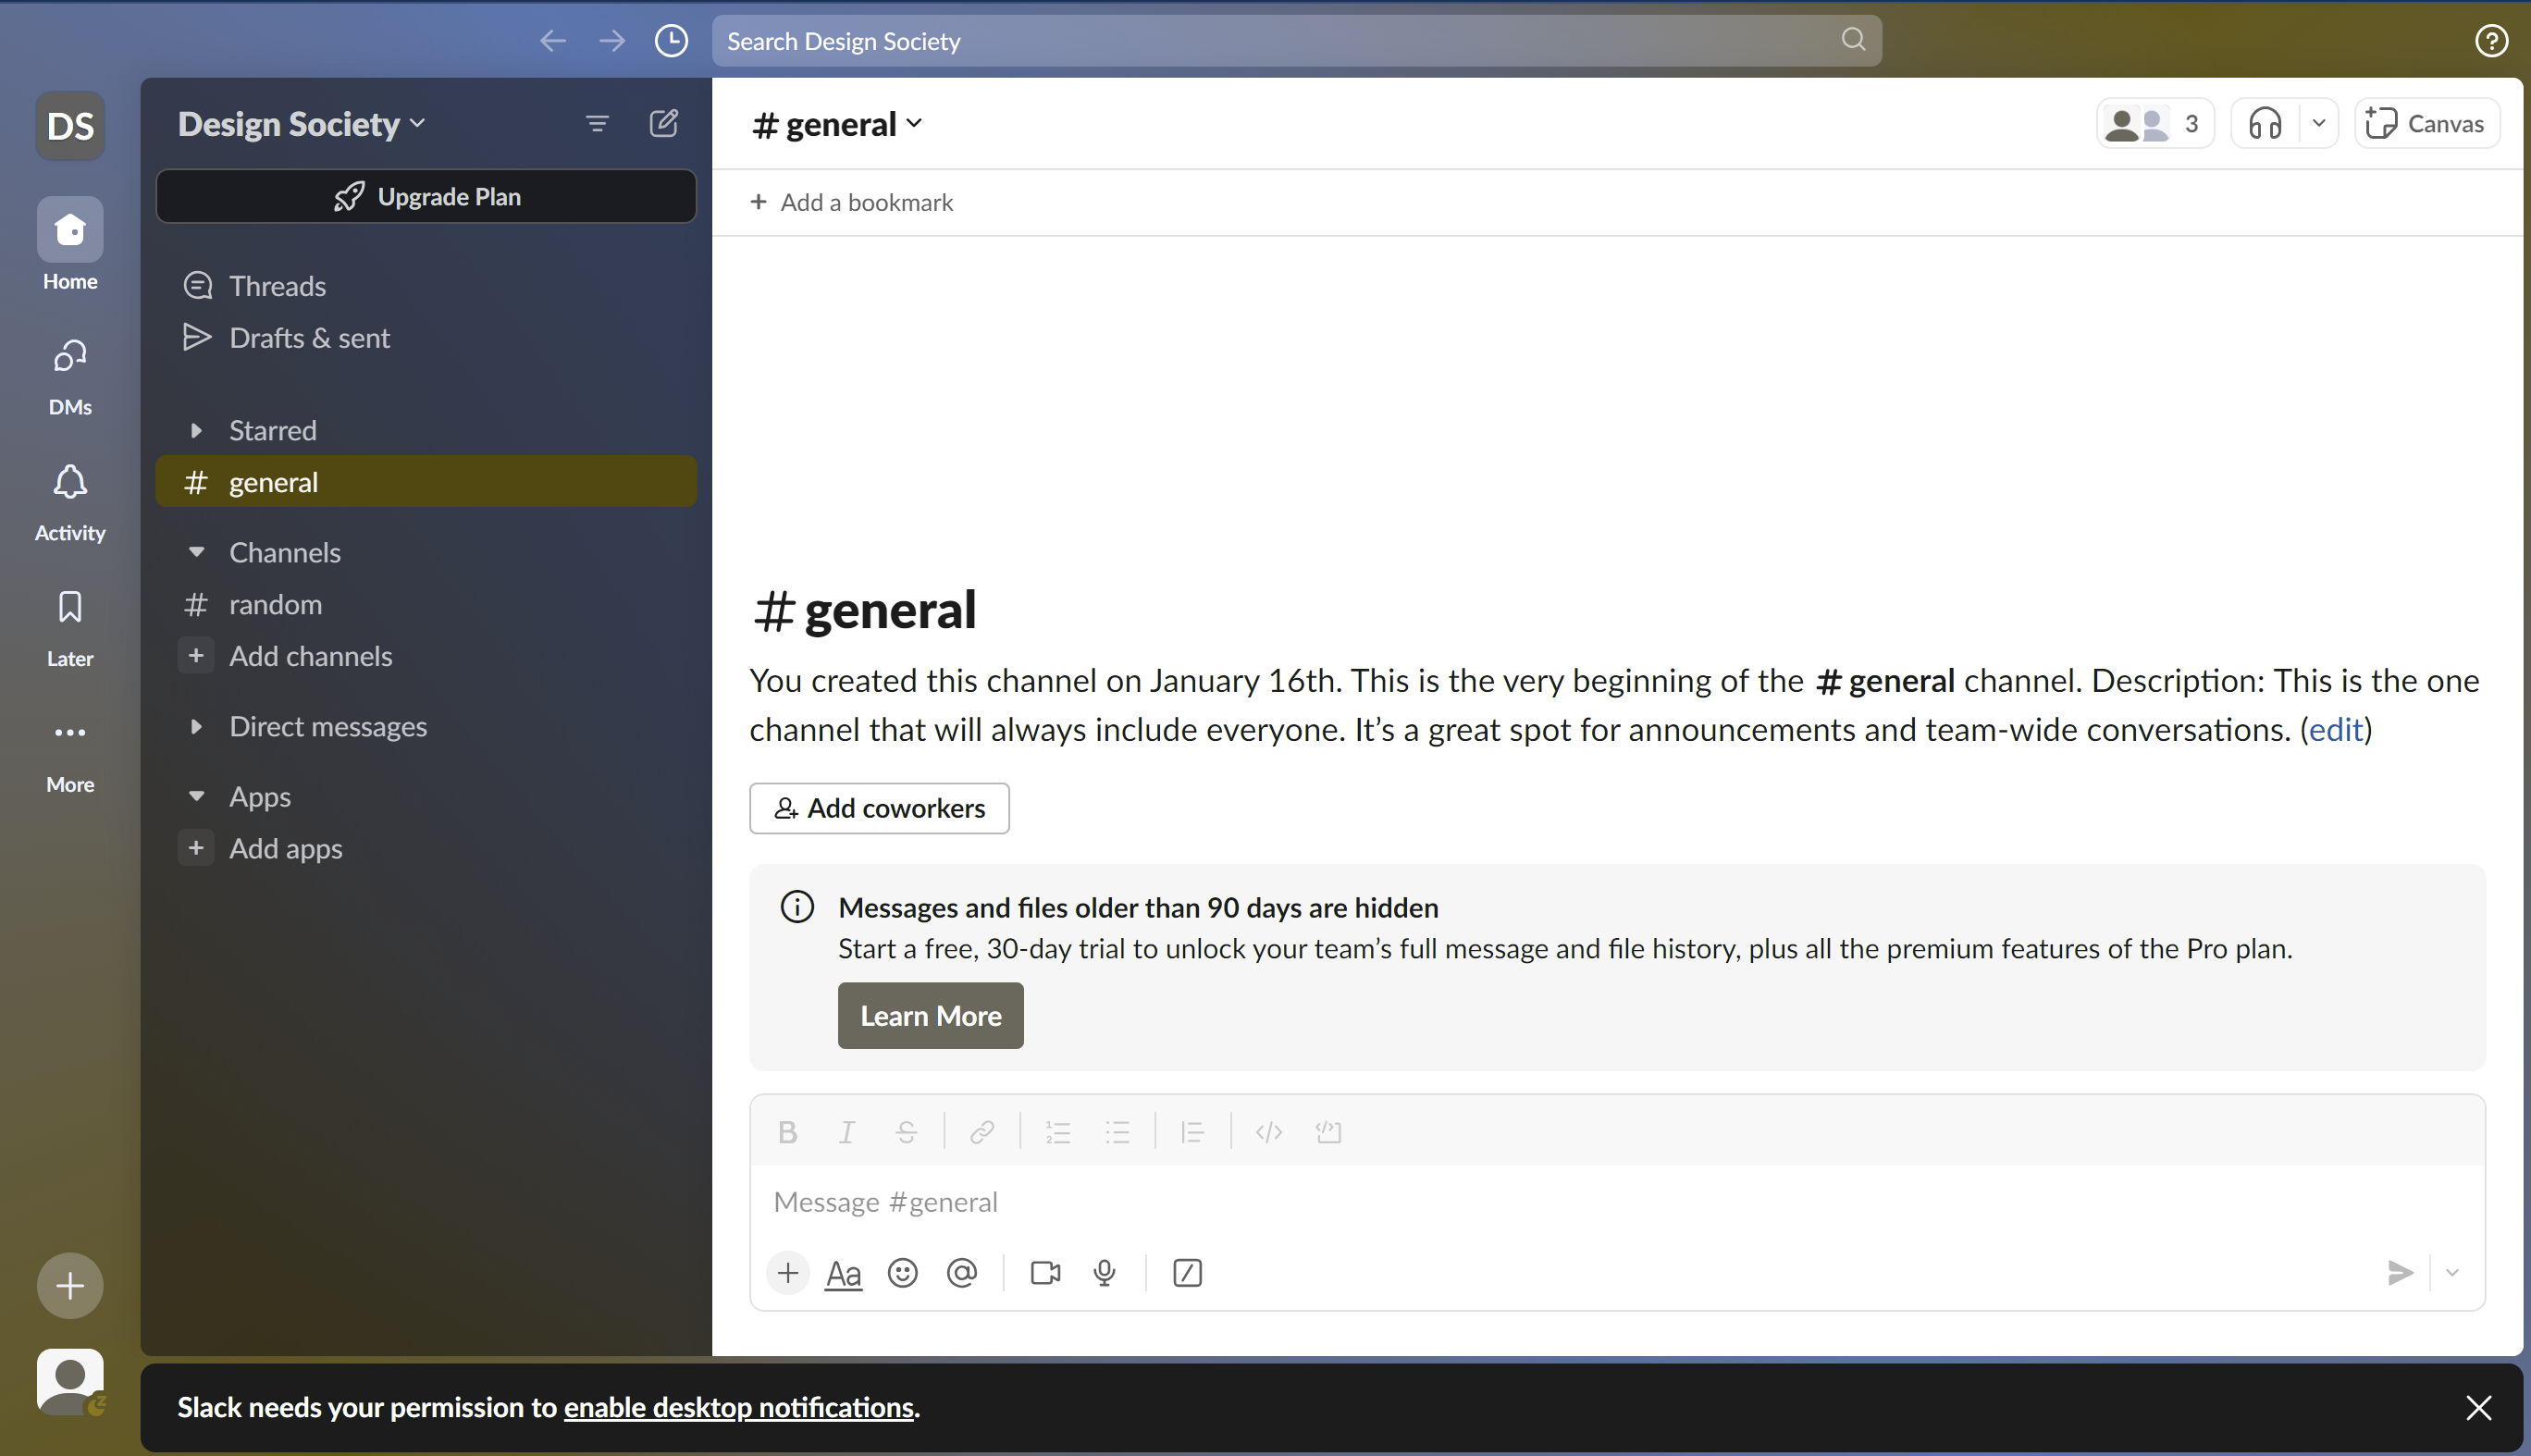 Search Design Society
DS
Home
DMs
Activity
Later
More
Design Society
Upgrade Plan
Threads
Drafts & sent
Starred
# general
Channels
# random
+ Add channels
Direct messages
Apps
+ Add apps
# general
3
Canvas
+ Add a bookmark
# general
You created this channel on January 16th. This is the very beginning of the # general channel. Description: This is the one
channel that will always include everyone. It’s a great spot for announcements and team-wide conversations. (edit)
Add coworkers
Messages and files older than 90 days are hidden
Start a free, 30-day trial to unlock your team’s full message and file history, plus all the premium features of the Pro plan.
Learn More
Message #general
Aa
Slack needs your permission to enable desktop notifications.